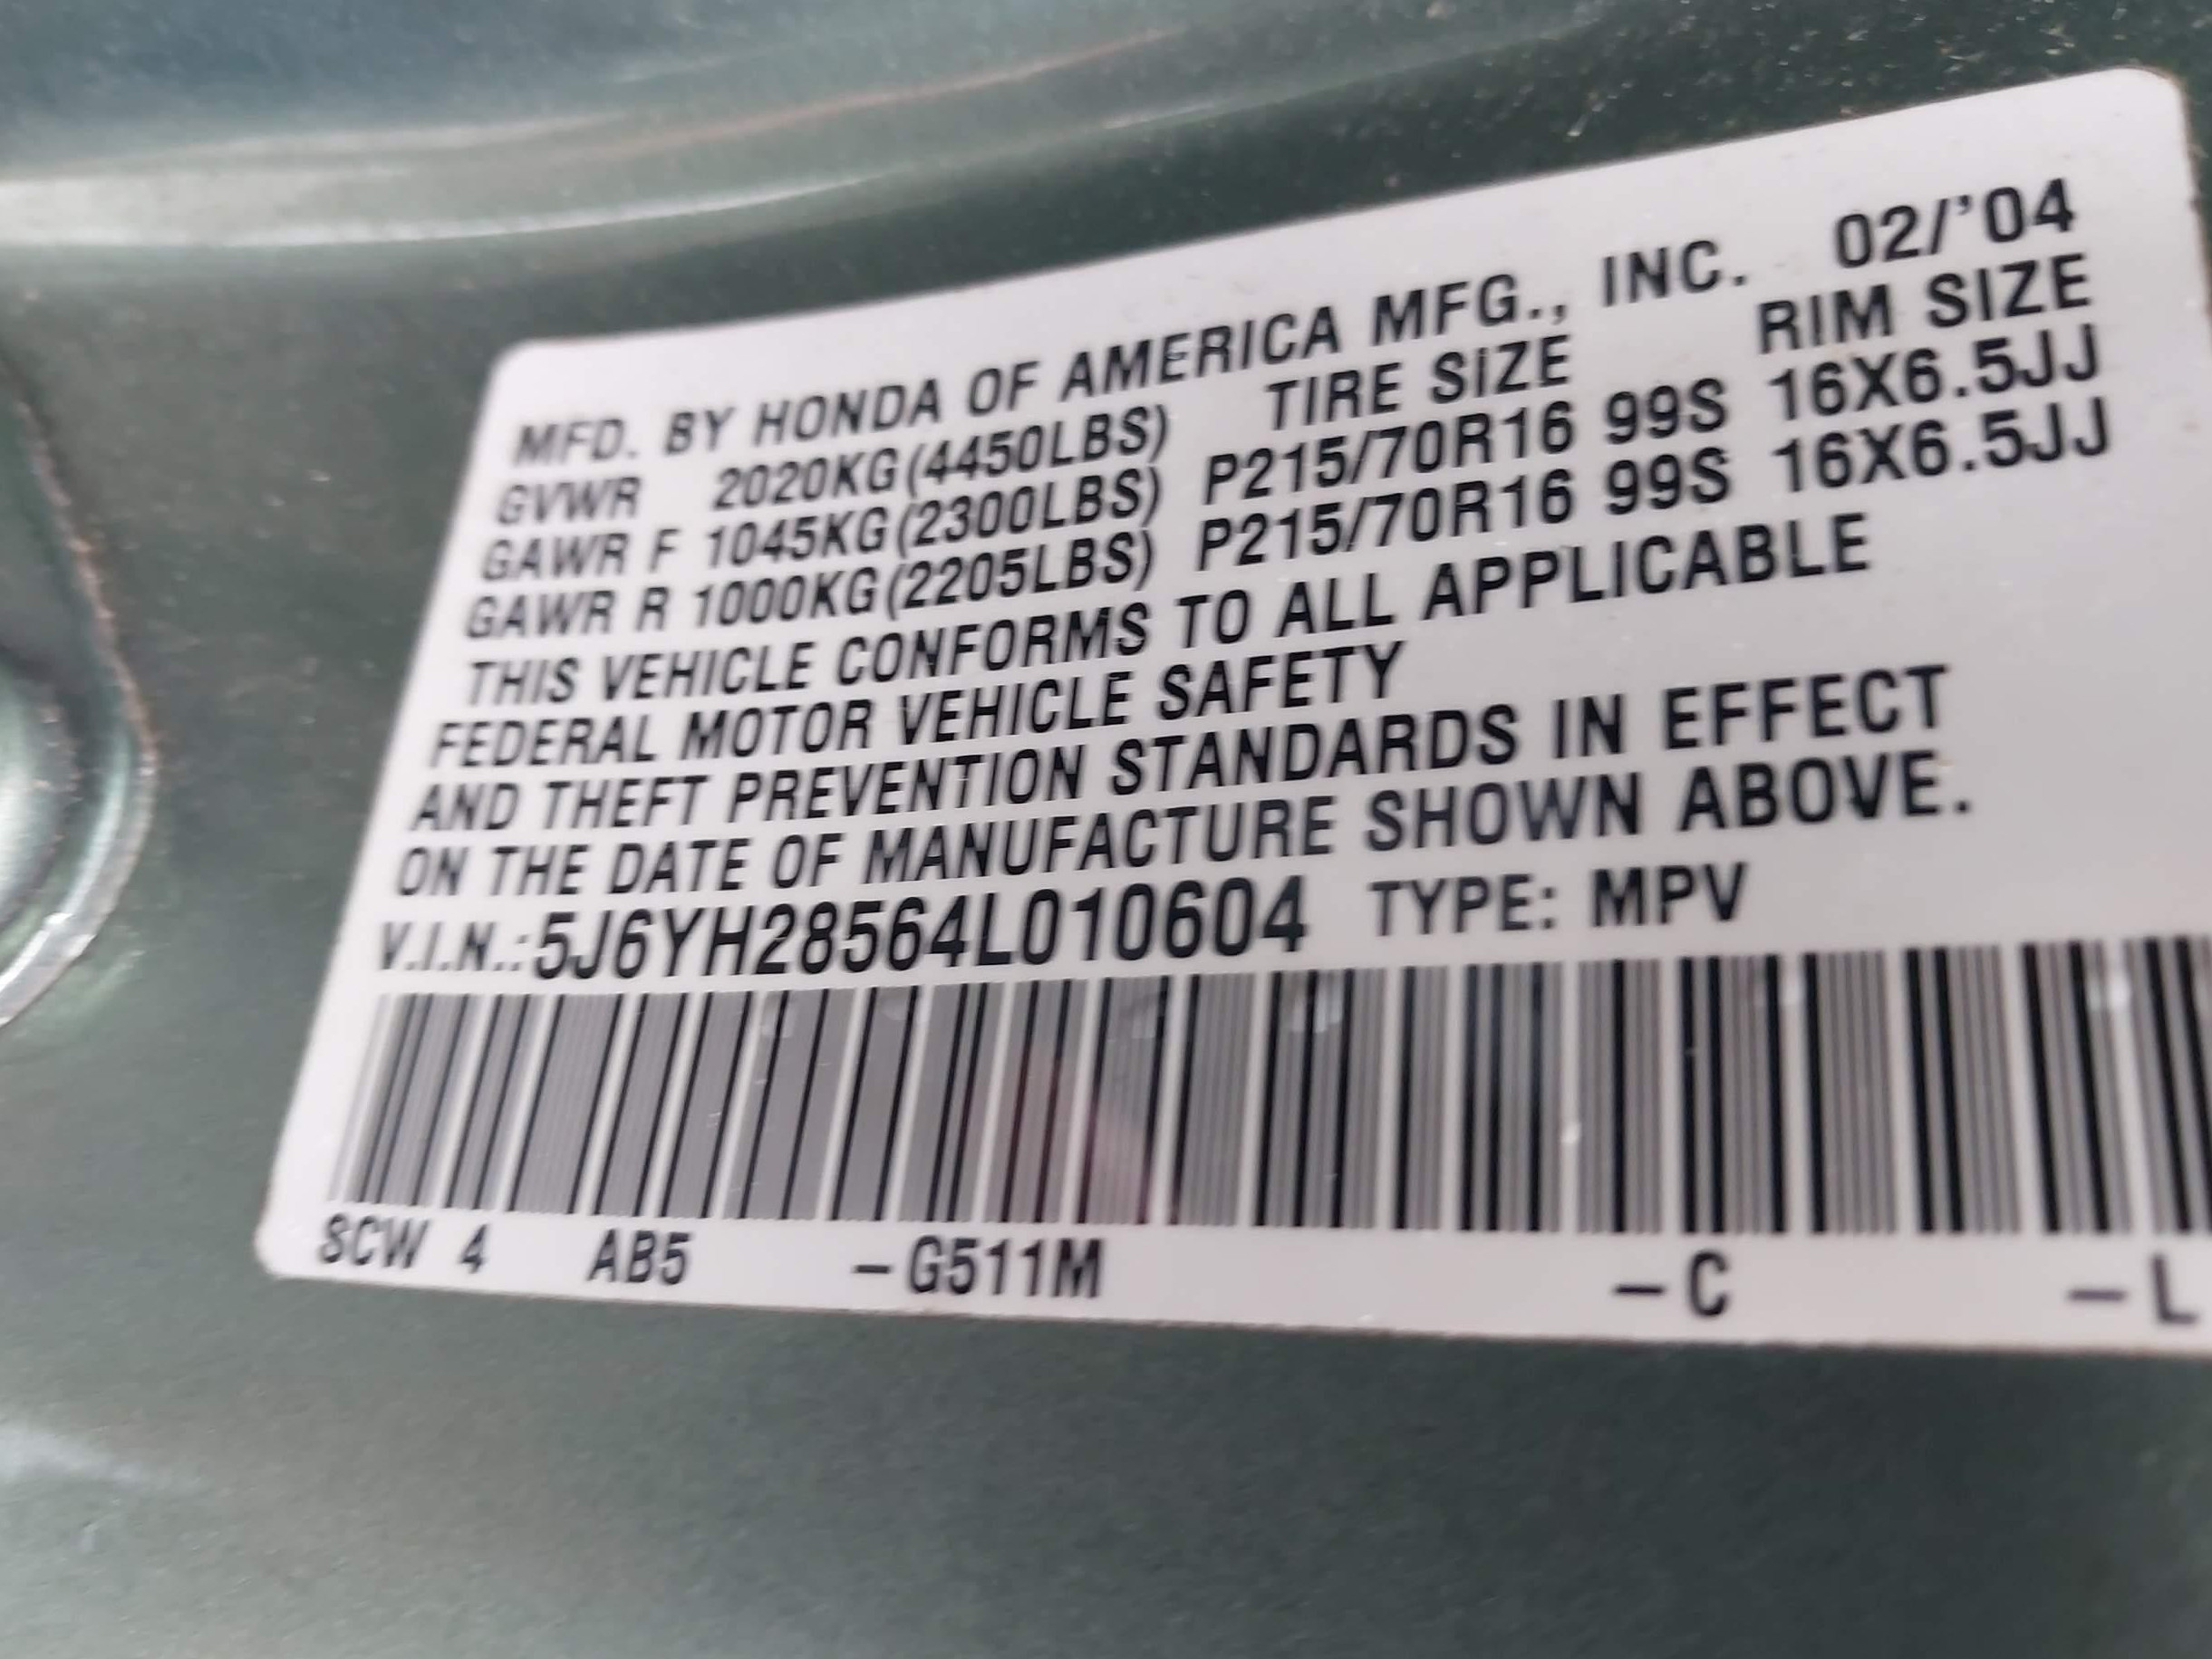 MFD. BY HONDA OF AMERICA MFG., INC. 02/'04
GVWR 2020KG(4450LBS) TIRE SIZE RIM SIZE
GAWR F 1045KG(2300LBS) P215/70R16 99S 16X6.5JJ
GAWR R 1000KG(2205LBS) P215/70R16 99S 16X6.5JJ
THIS VEHICLE CONFORMS TO ALL APPLICABLE
FEDERAL MOTOR VEHICLE SAFETY
AND THEFT PREVENTION STANDARDS IN EFFECT
ON THE DATE OF MANUFACTURE SHOWN ABOVE.
V.I.N.:5J6YH28564L010604 TYPE: MPV
SCW 4 AB5 -G511M -C -L